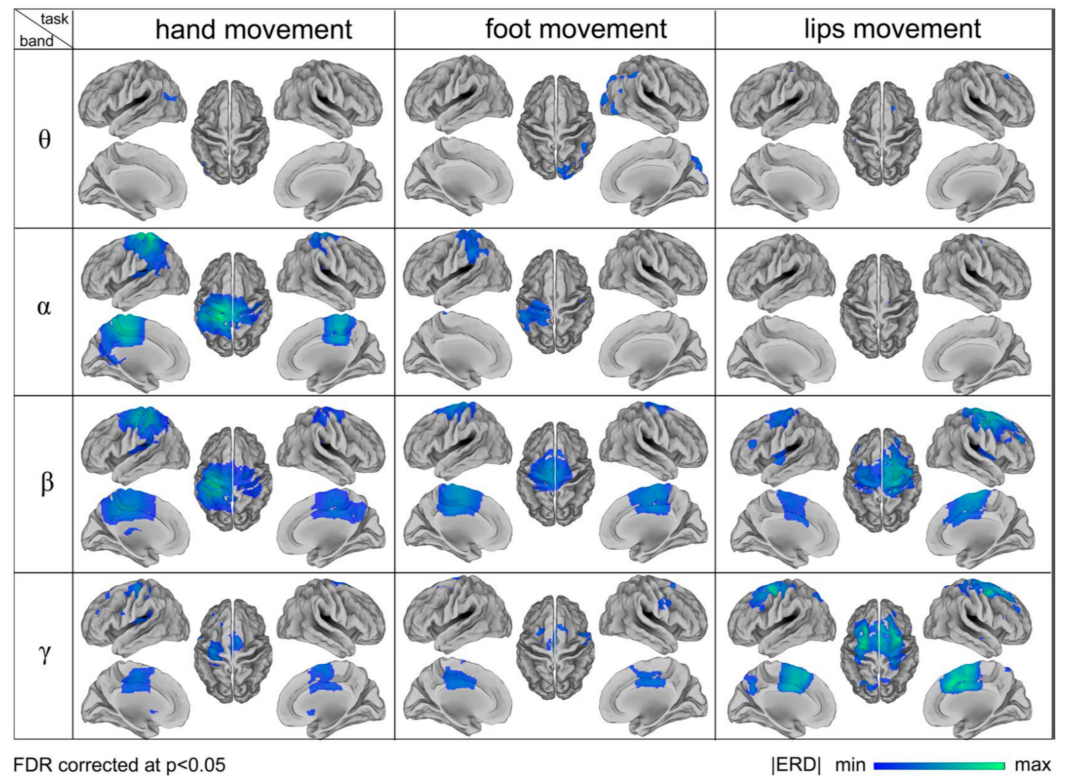 task
band
hand movement
foot movement
lips movement
θ
α
β
γ
FDR corrected at p<0.05
|ERD| min max